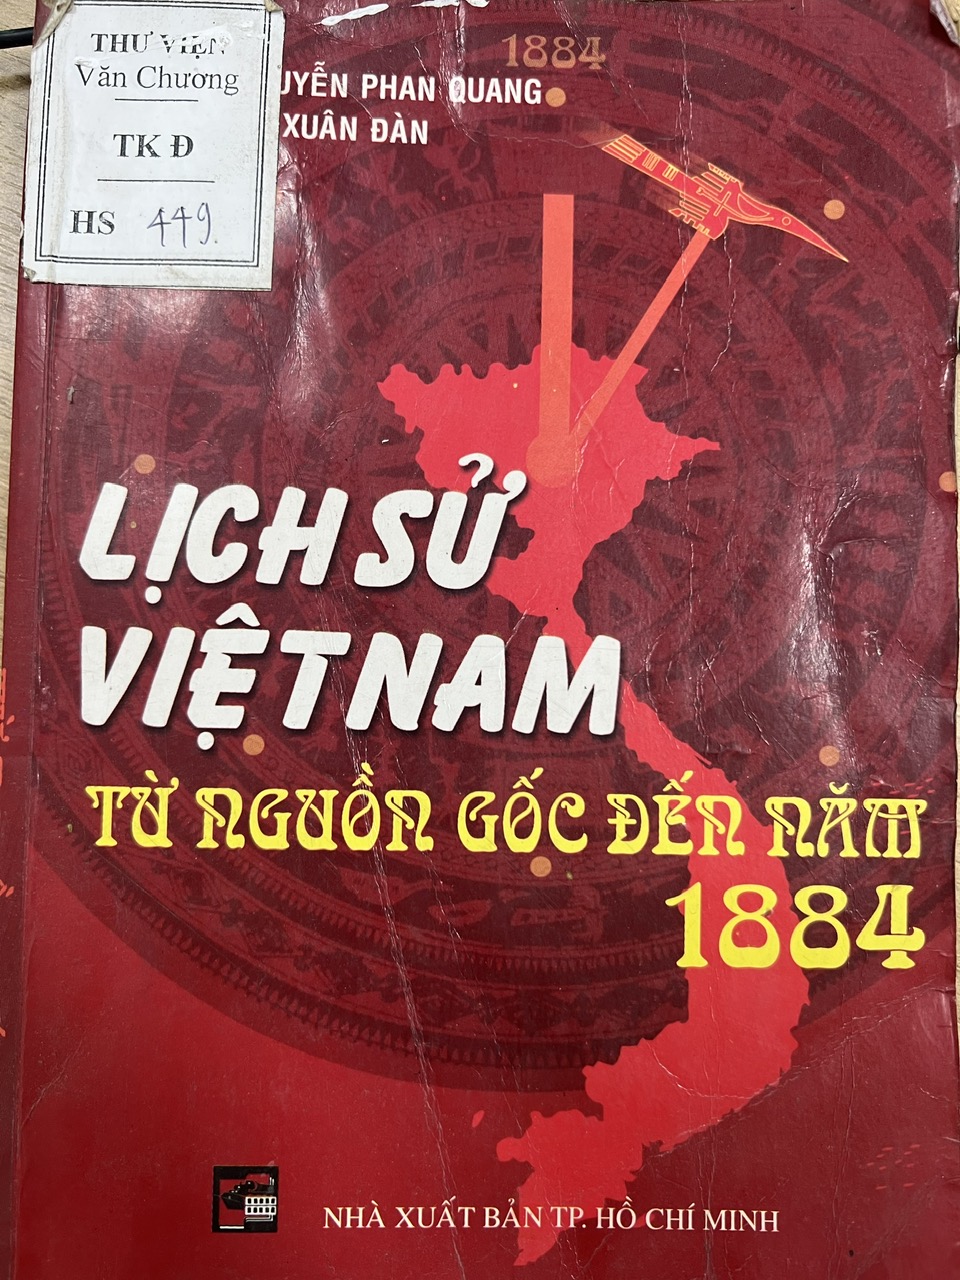 THƯ VIỆN
Văn Chương
TK Đ
HS 449.
1884
UYỄN PHAN QUANG
XUÂN ĐÀN
LỊCH SỬ
VIỆT NAM
TỪ NGUỒN GỐC ĐẾN NĂM
1884
NHÀ XUẤT BẢN TP. HỒ CHÍ MINH